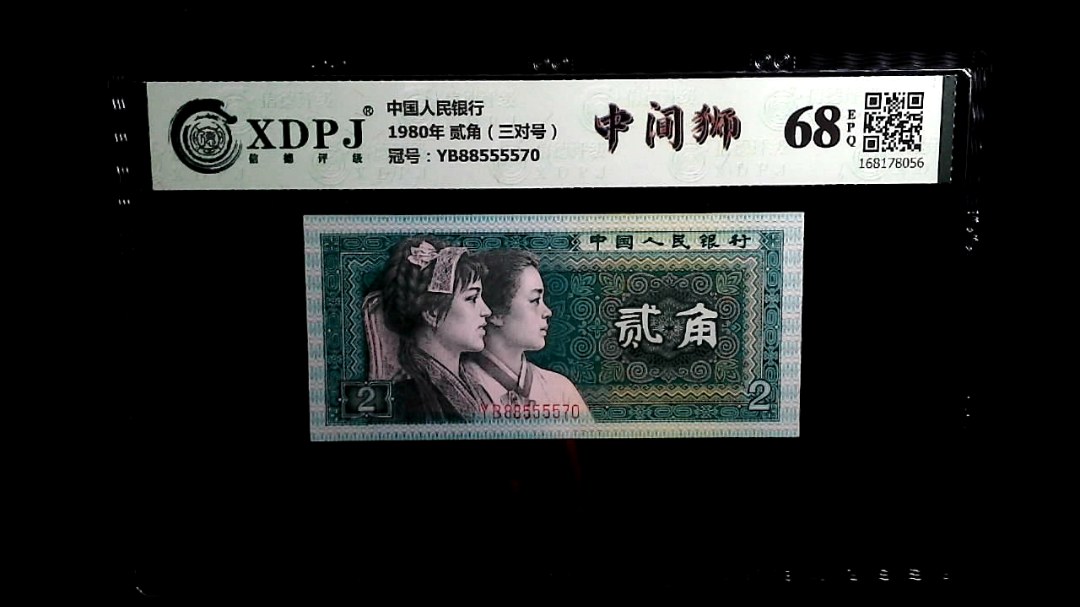 XDPJ®
信德评级
中国人民银行
1980年 贰角（三对号）
冠号：YB88555570
中间狮
68
EPQ
168178056
中国人民银行
贰角
2
2
YB88555570